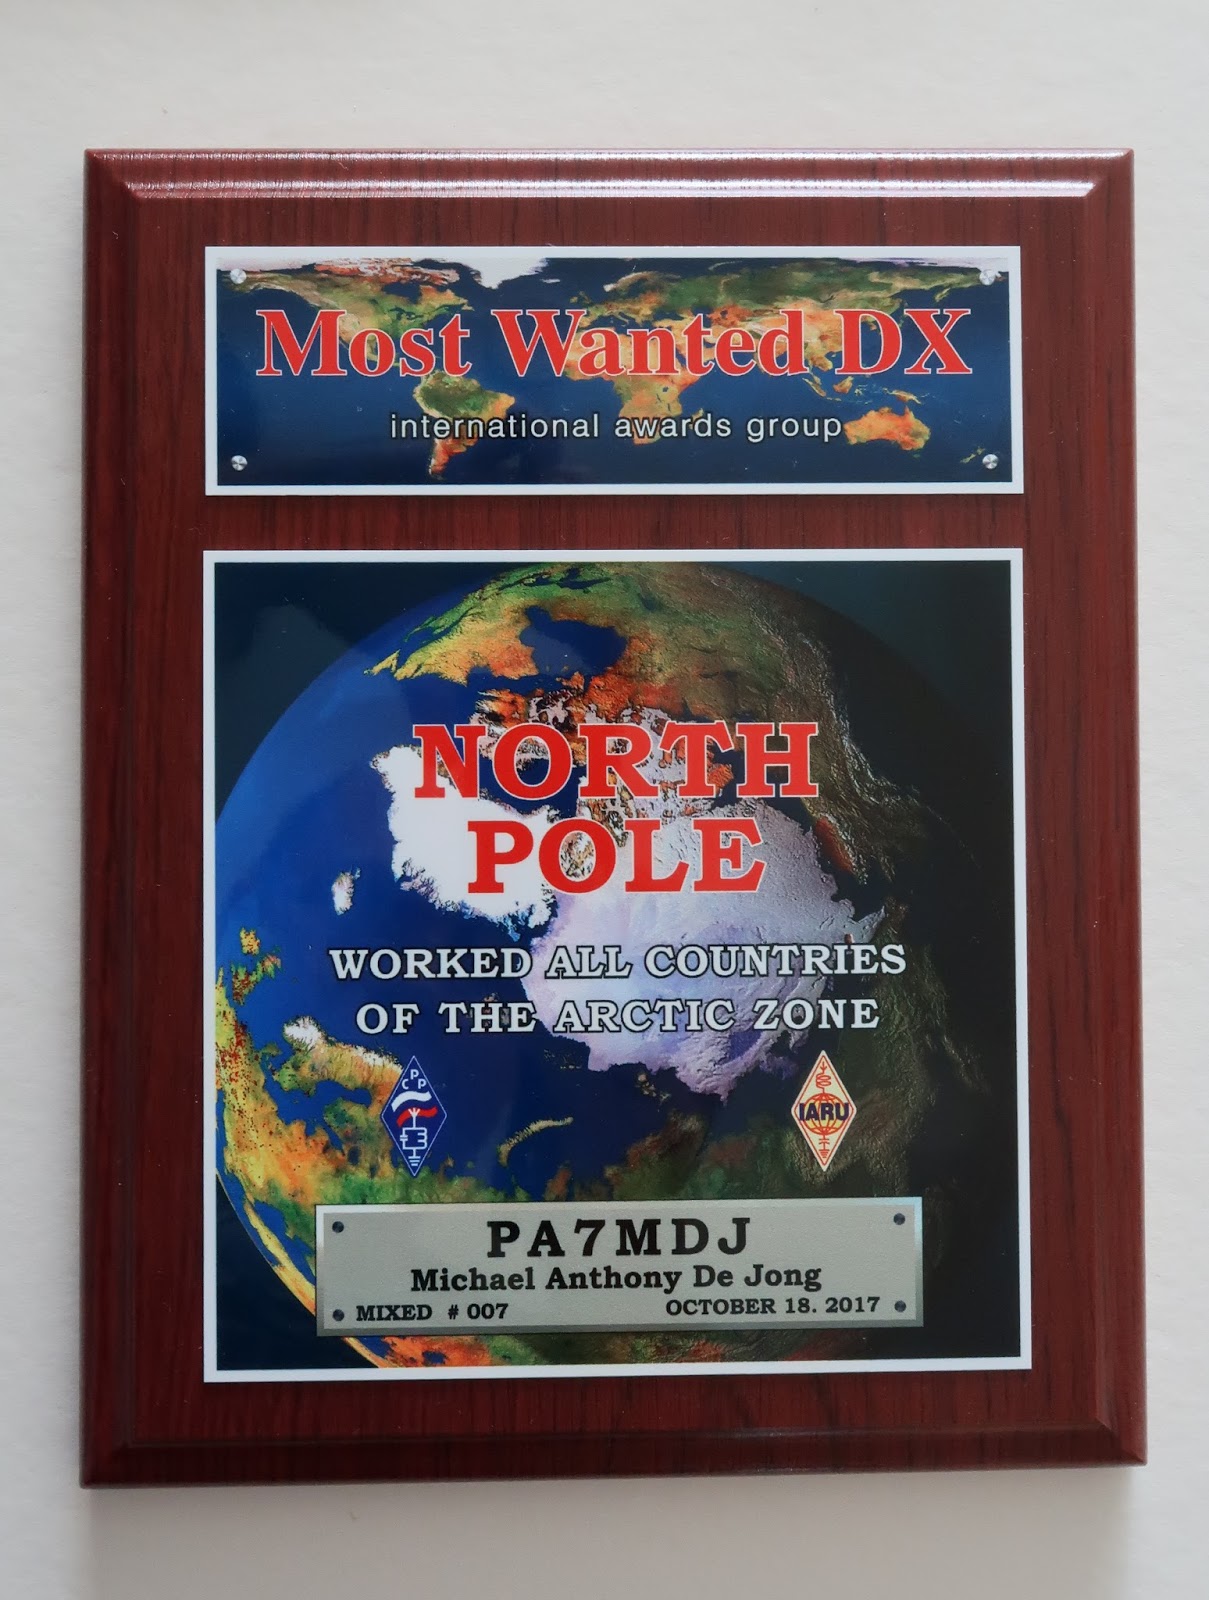 Most Wanted DX
international awards group
NORTH
POLE
WORKED ALL COUNTRIES
OF THE ARCTIC ZONE
СРР
IARU
PA7MDJ
Michael Anthony De Jong
MIXED # 007 OCTOBER 18. 2017